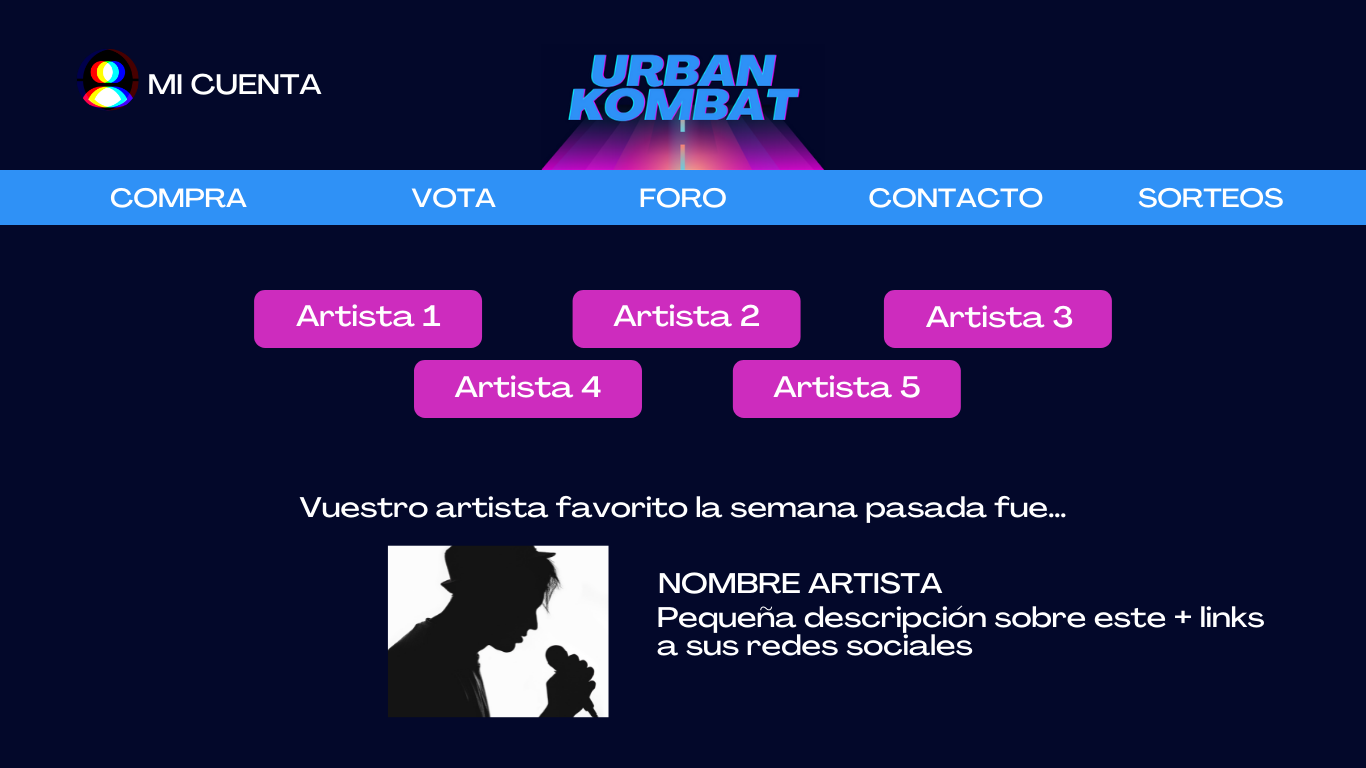 MI CUENTA
URBAN
KOMBAT
COMPRA VOTA FORO CONTACTO SORTEOS
Artista 1 Artista 2 Artista 3
Artista 4 Artista 5
Vuestro artista favorito la semana pasada fue...
NOMBRE ARTISTA
Pequeña descripción sobre este + links
a sus redes sociales